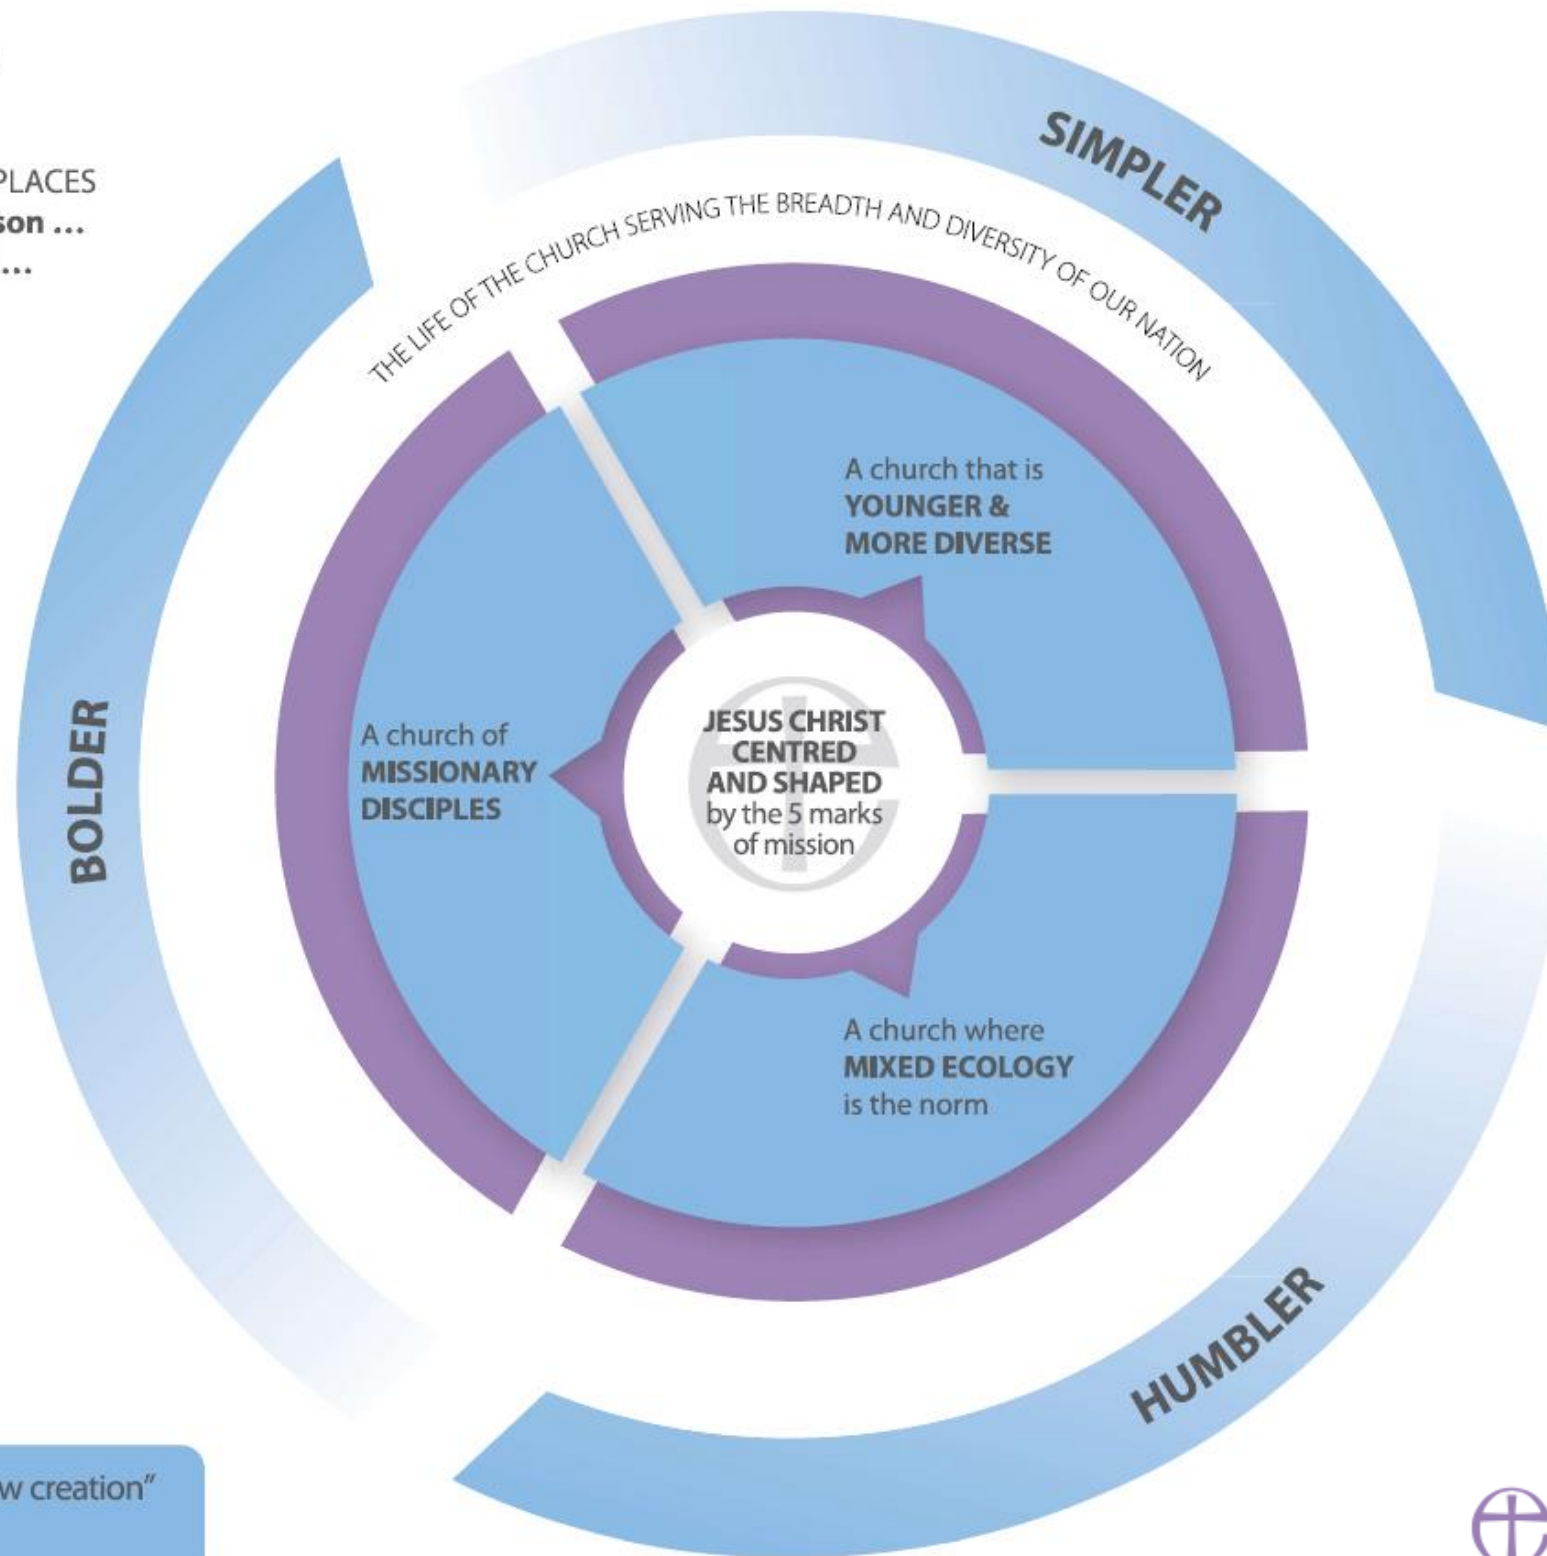 PLACES
son ...
...
SIMPLER
THE LIFE OF THE CHURCH SERVING THE BREADTH AND DIVERSITY OF OUR NATION
A church that is
YOUNGER &
MORE DIVERSE
BOLDER
A church of
MISSIONARY
DISCIPLES
JESUS CHRIST
CENTRED
AND SHAPED
by the 5 marks
of mission
A church where
MIXED ECOLOGY
is the norm
HUMBLER
w creation”